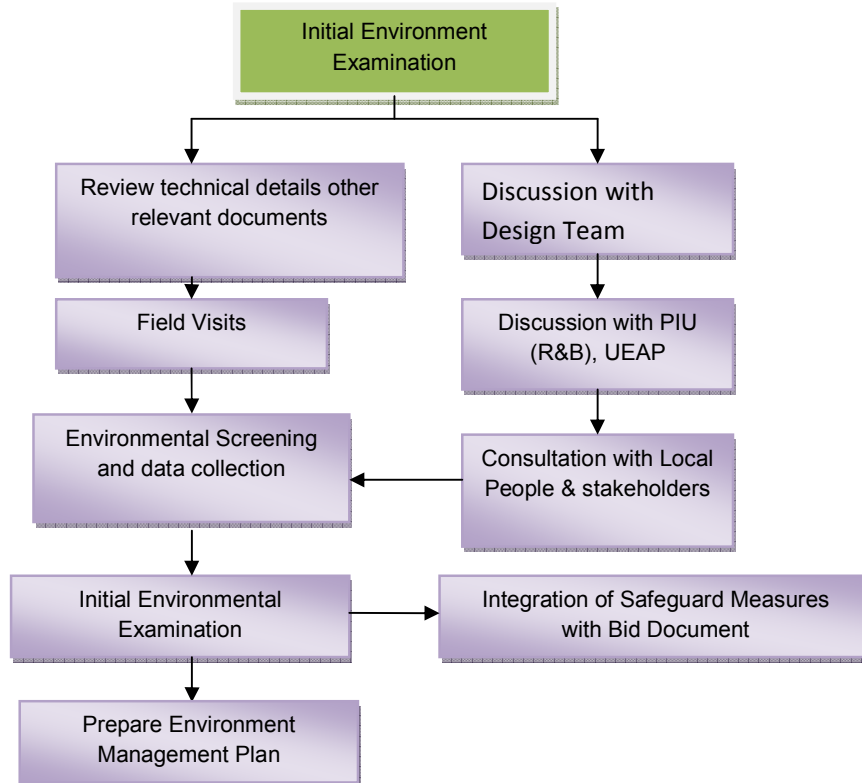 Initial Environment
Examination
Review technical details other
relevant documents
Discussion with
Design Team
Field Visits
Discussion with PIU
(R&B), UEAP
Environmental Screening
and data collection
Consultation with Local
People & stakeholders
Initial Environmental
Examination
Integration of Safeguard Measures
with Bid Document
Prepare Environment
Management Plan